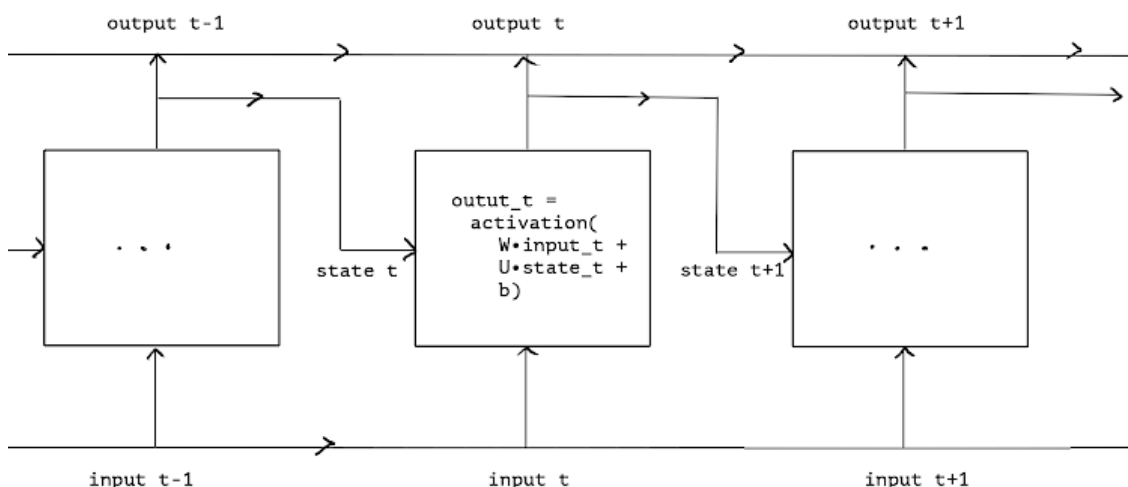 output t-1
output t
output t+1
outut_t =
activation(
W•input_t +
U•state_t +
b)
state t
state t+1
input t-1
input t
input t+1